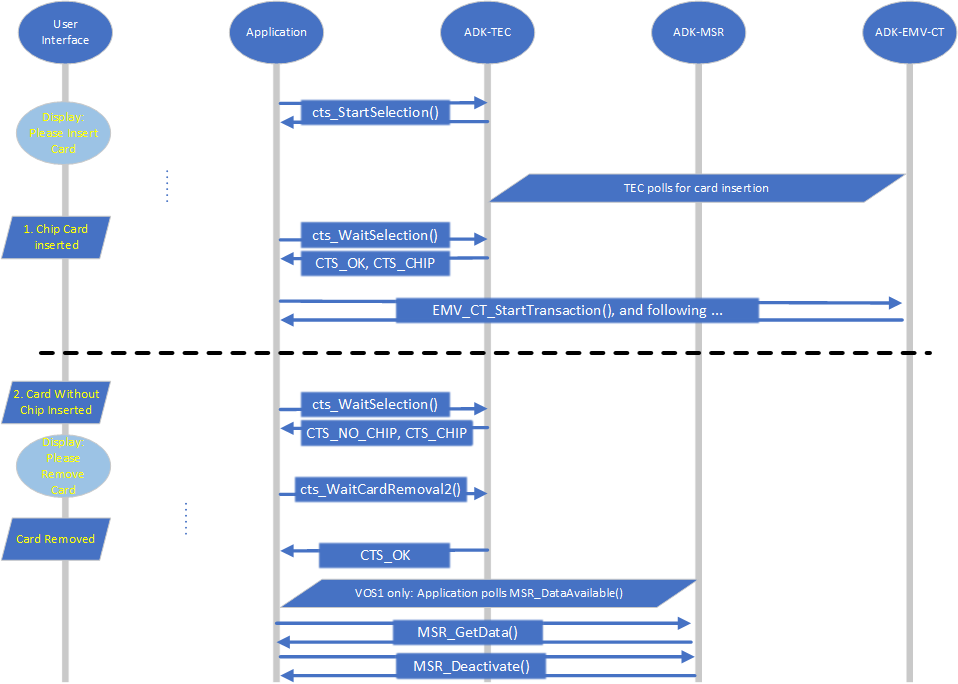 User
Interface
Application
ADK-TEC
ADK-MSR
ADK-EMV-CT
Display:
Please Insert
Card
cts_StartSelection()
TEC polls for card insertion
1. Chip Card
inserted
cts_WaitSelection()
CTS_OK, CTS_CHIP
EMV_CT_StartTransaction(), and following ...
2. Card Without
Chip Inserted
cts_WaitSelection()
CTS_NO_CHIP, CTS_CHIP
Display:
Please
Remove
Card
cts_WaitCardRemoval2()
Card Removed
CTS_OK
VOS1 only: Application polls MSR_DataAvailable()
MSR_GetData()
MSR_Deactivate()